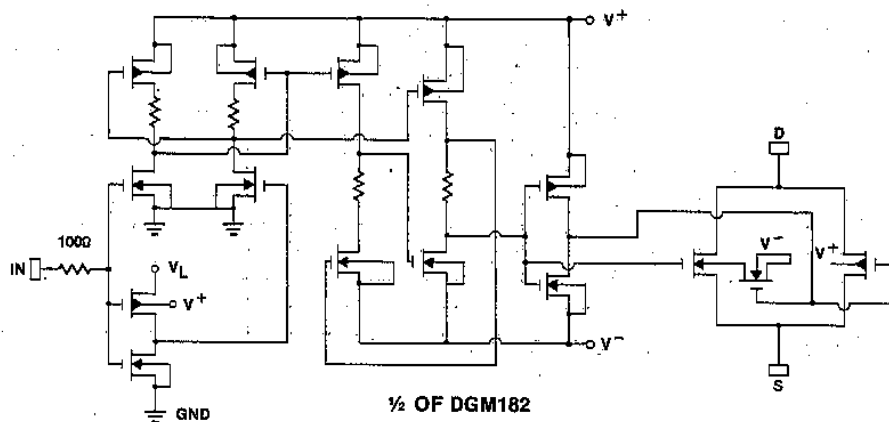 V+
D
100Ω
IN
VL
V+
V−
V+
V−
S
GND
½ OF DGM182